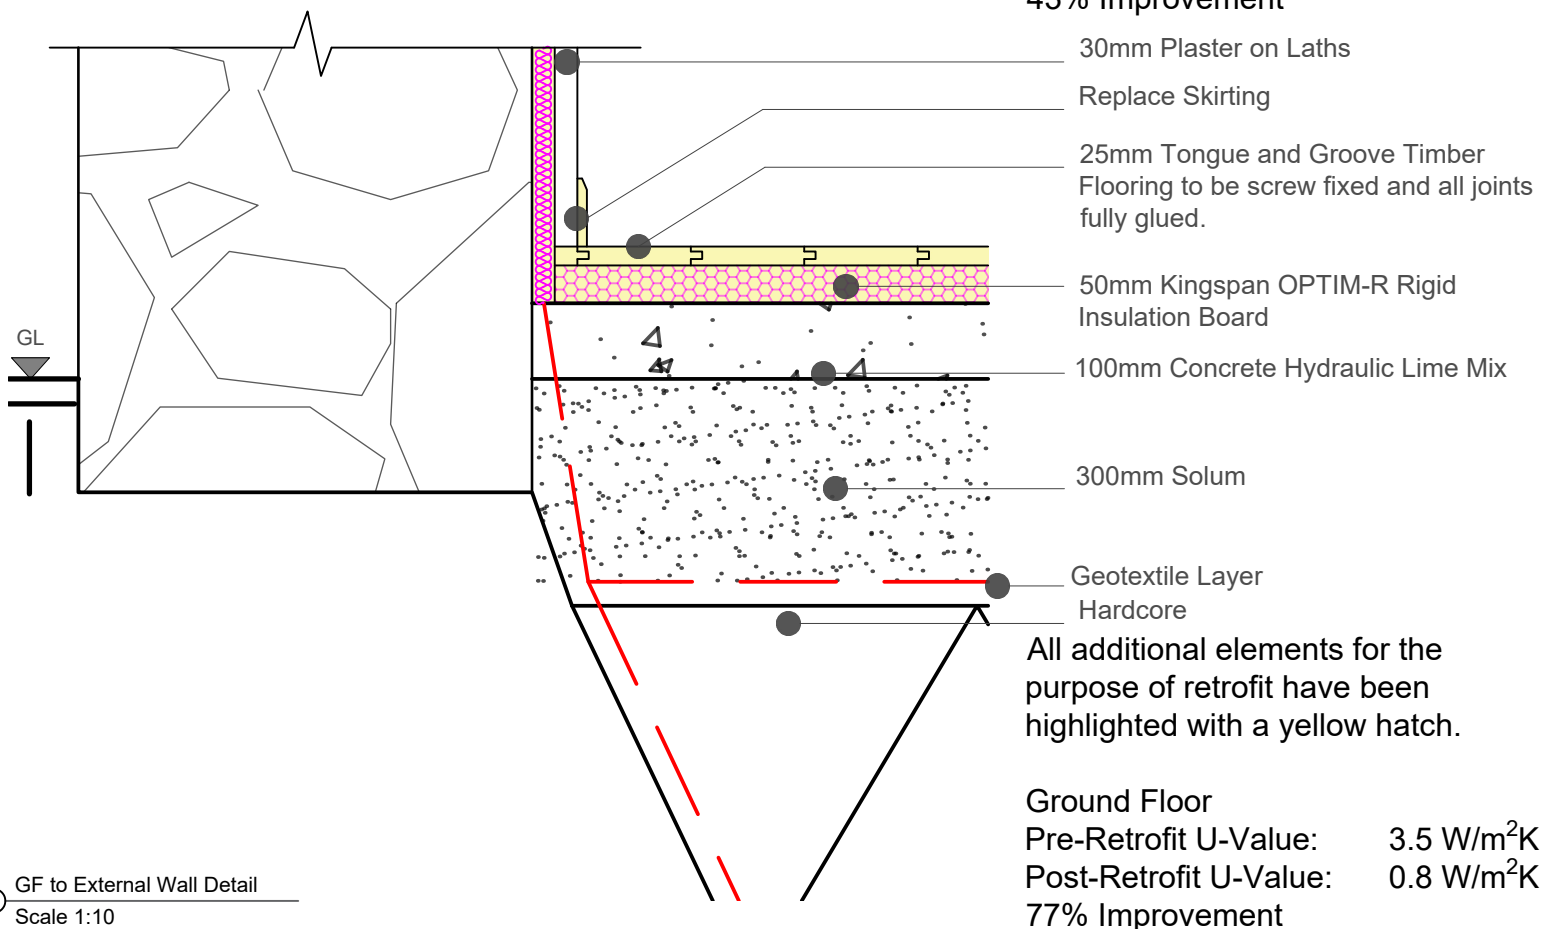 45% Improvement
30mm Plaster on Laths
Replace Skirting
25mm Tongue and Groove Timber
Flooring to be screw fixed and all joints
fully glued.
50mm Kingspan OPTIM-R Rigid
Insulation Board
GL
100mm Concrete Hydraulic Lime Mix
300mm Solum
Geotextile Layer
Hardcore
All additional elements for the
purpose of retrofit have been
highlighted with a yellow hatch.
Ground Floor
Pre-Retrofit U-Value: 3.5 W/m²K
Post-Retrofit U-Value: 0.8 W/m²K
77% Improvement
GF to External Wall Detail
Scale 1:10